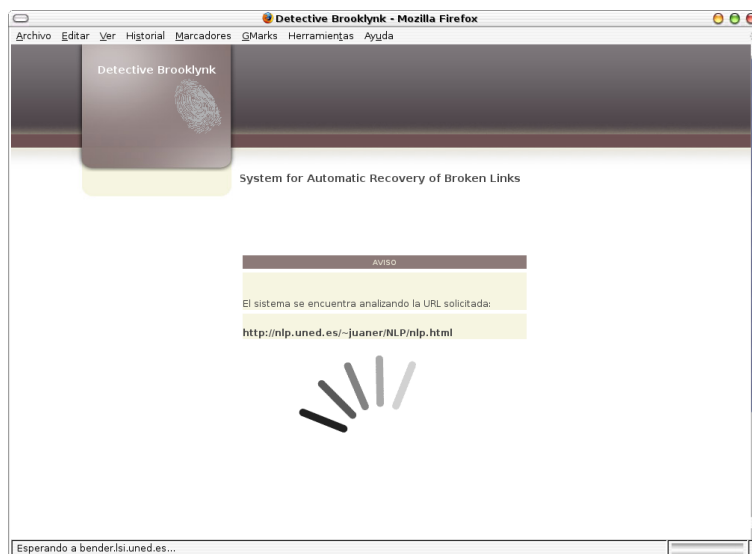 Detective Brooklynk - Mozilla Firefox
Archivo Editar Ver Historial Marcadores GMarks Herramientas Ayuda
Detective Brooklynk
System for Automatic Recovery of Broken Links
AVISO
El sistema se encuentra analizando la URL solicitada:
http://nlp.uned.es/~juaner/NLP/nlp.html
Esperando a bender.lsi.uned.es...